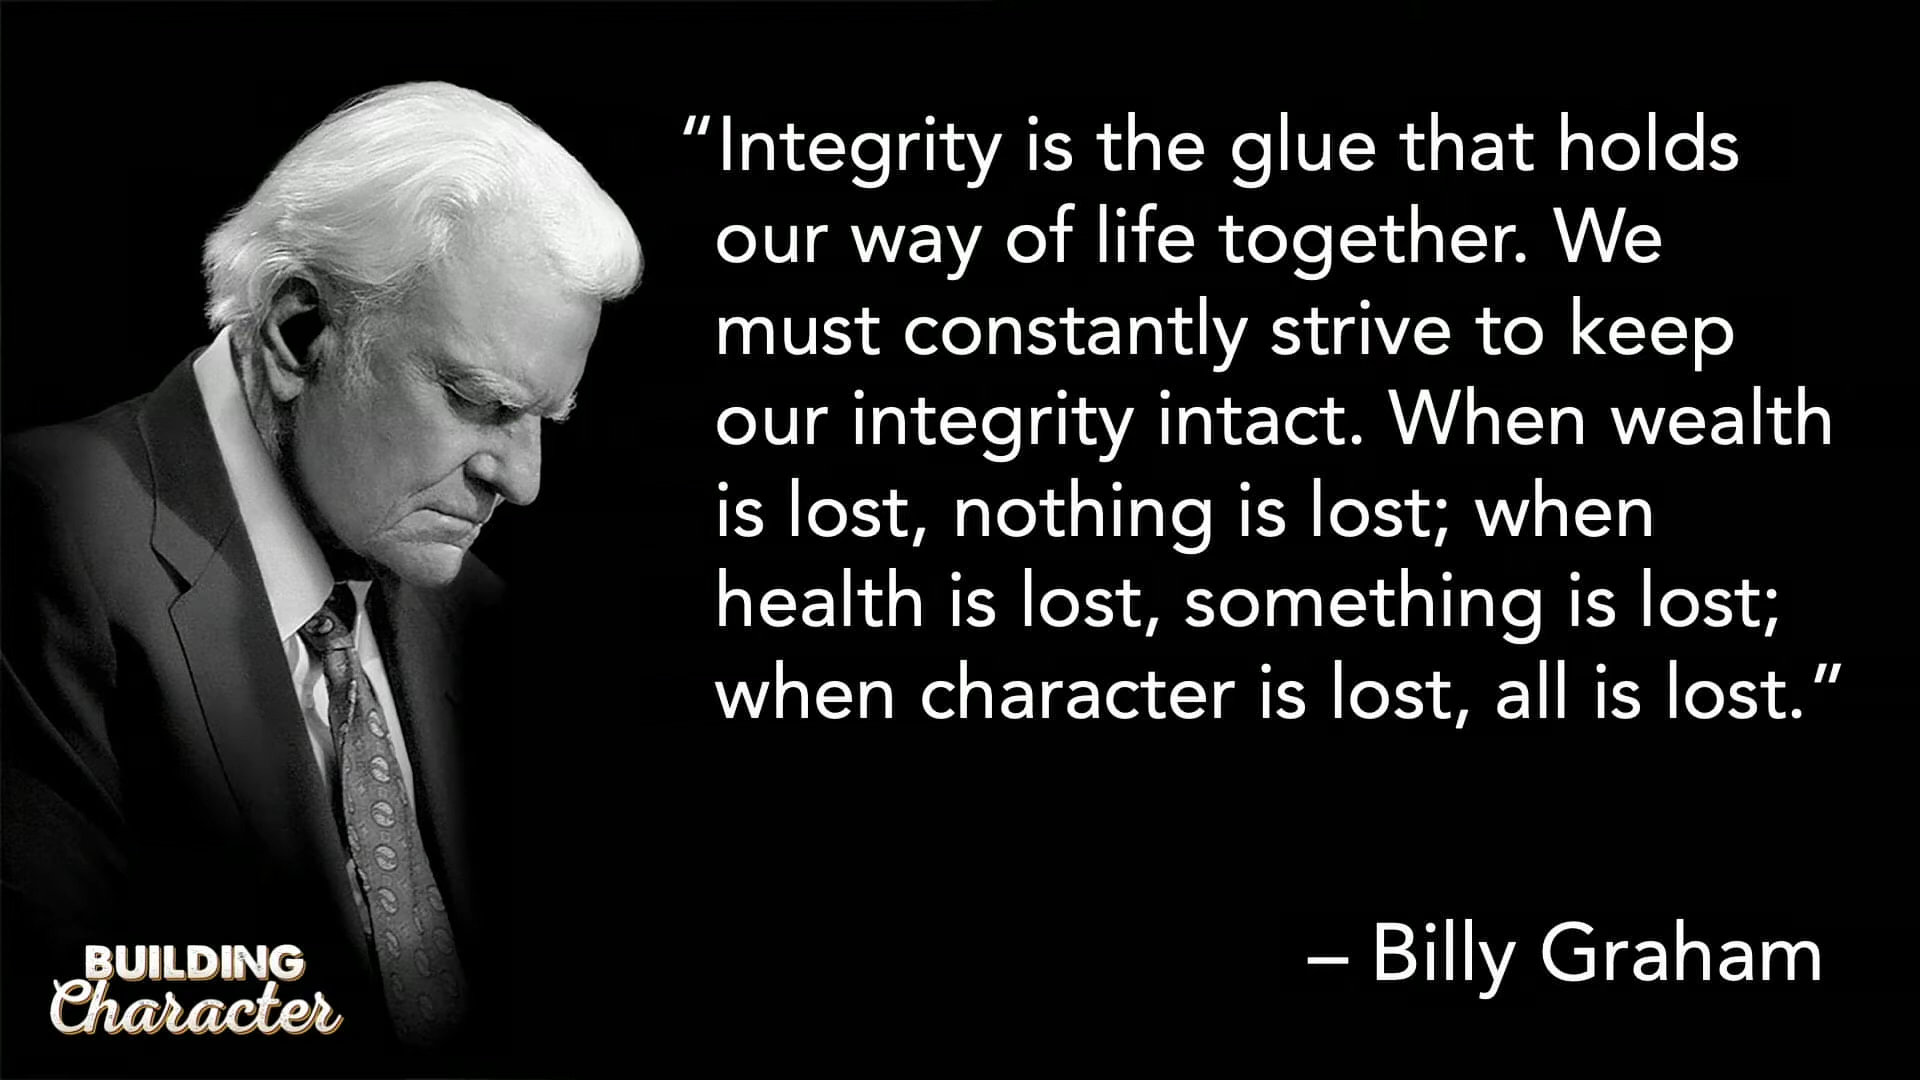 “Integrity is the glue that holds
our way of life together. We
must constantly strive to keep
our integrity intact. When wealth
is lost, nothing is lost; when
health is lost, something is lost;
when character is lost, all is lost.”
– Billy Graham
BUILDING
Character